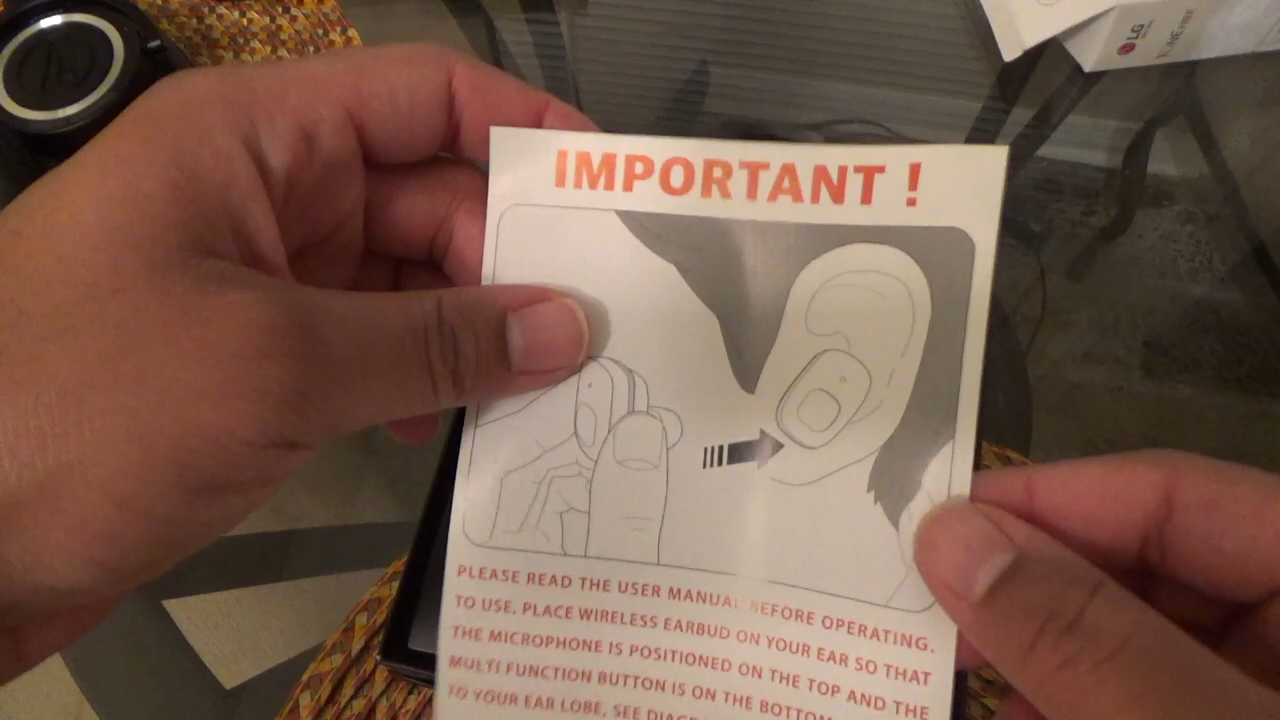 LG
IMPORTANT !
PLEASE READ THE USER MANUAL BEFORE OPERATING.
TO USE, PLACE WIRELESS EARBUD ON YOUR EAR SO THAT
THE MICROPHONE IS POSITIONED ON THE TOP AND THE
MULTI FUNCTION BUTTON IS ON THE BOTTOM
TO YOUR EAR LOBE, SEE